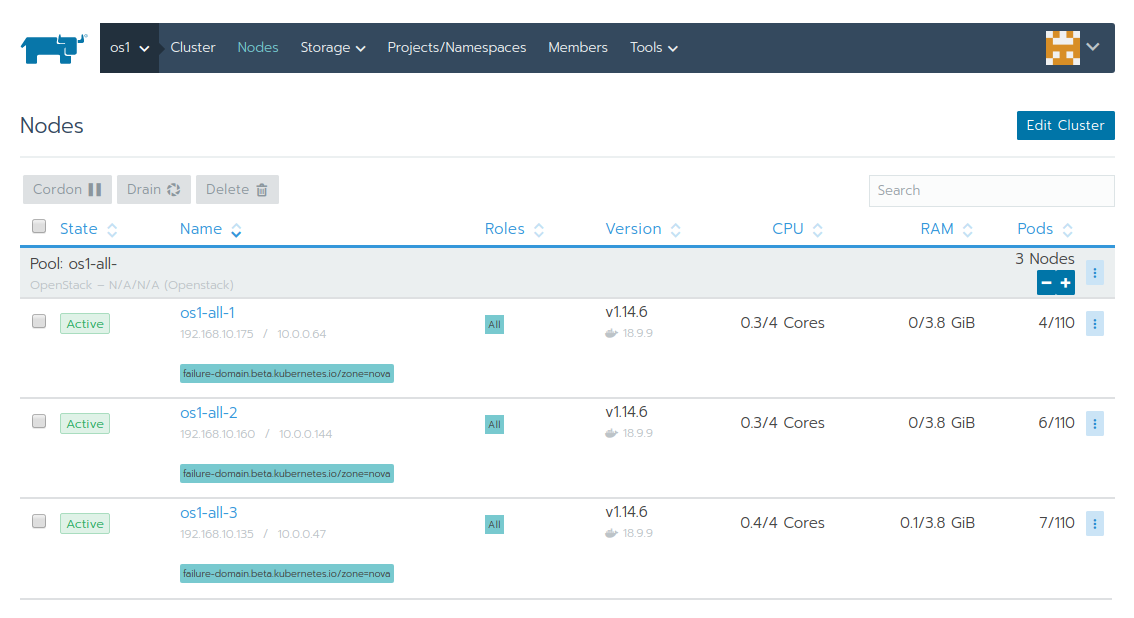 os1 Cluster Nodes Storage Projects/Namespaces Members Tools
Nodes
Edit Cluster
Cordon Drain Delete
Search
State Name Roles Version CPU RAM Pods
Pool: os1-all-
3 Nodes
OpenStack – N/A/N/A (Openstack)
Active os1-all-1 All v1.14.6 0.3/4 Cores 0/3.8 GiB 4/110
192.168.10.175 / 10.0.0.64 18.9.9
failure-domain.beta.kubernetes.io/zone=nova
Active os1-all-2 All v1.14.6 0.3/4 Cores 0/3.8 GiB 6/110
192.168.10.160 / 10.0.0.144 18.9.9
failure-domain.beta.kubernetes.io/zone=nova
Active os1-all-3 All v1.14.6 0.4/4 Cores 0.1/3.8 GiB 7/110
192.168.10.135 / 10.0.0.47 18.9.9
failure-domain.beta.kubernetes.io/zone=nova